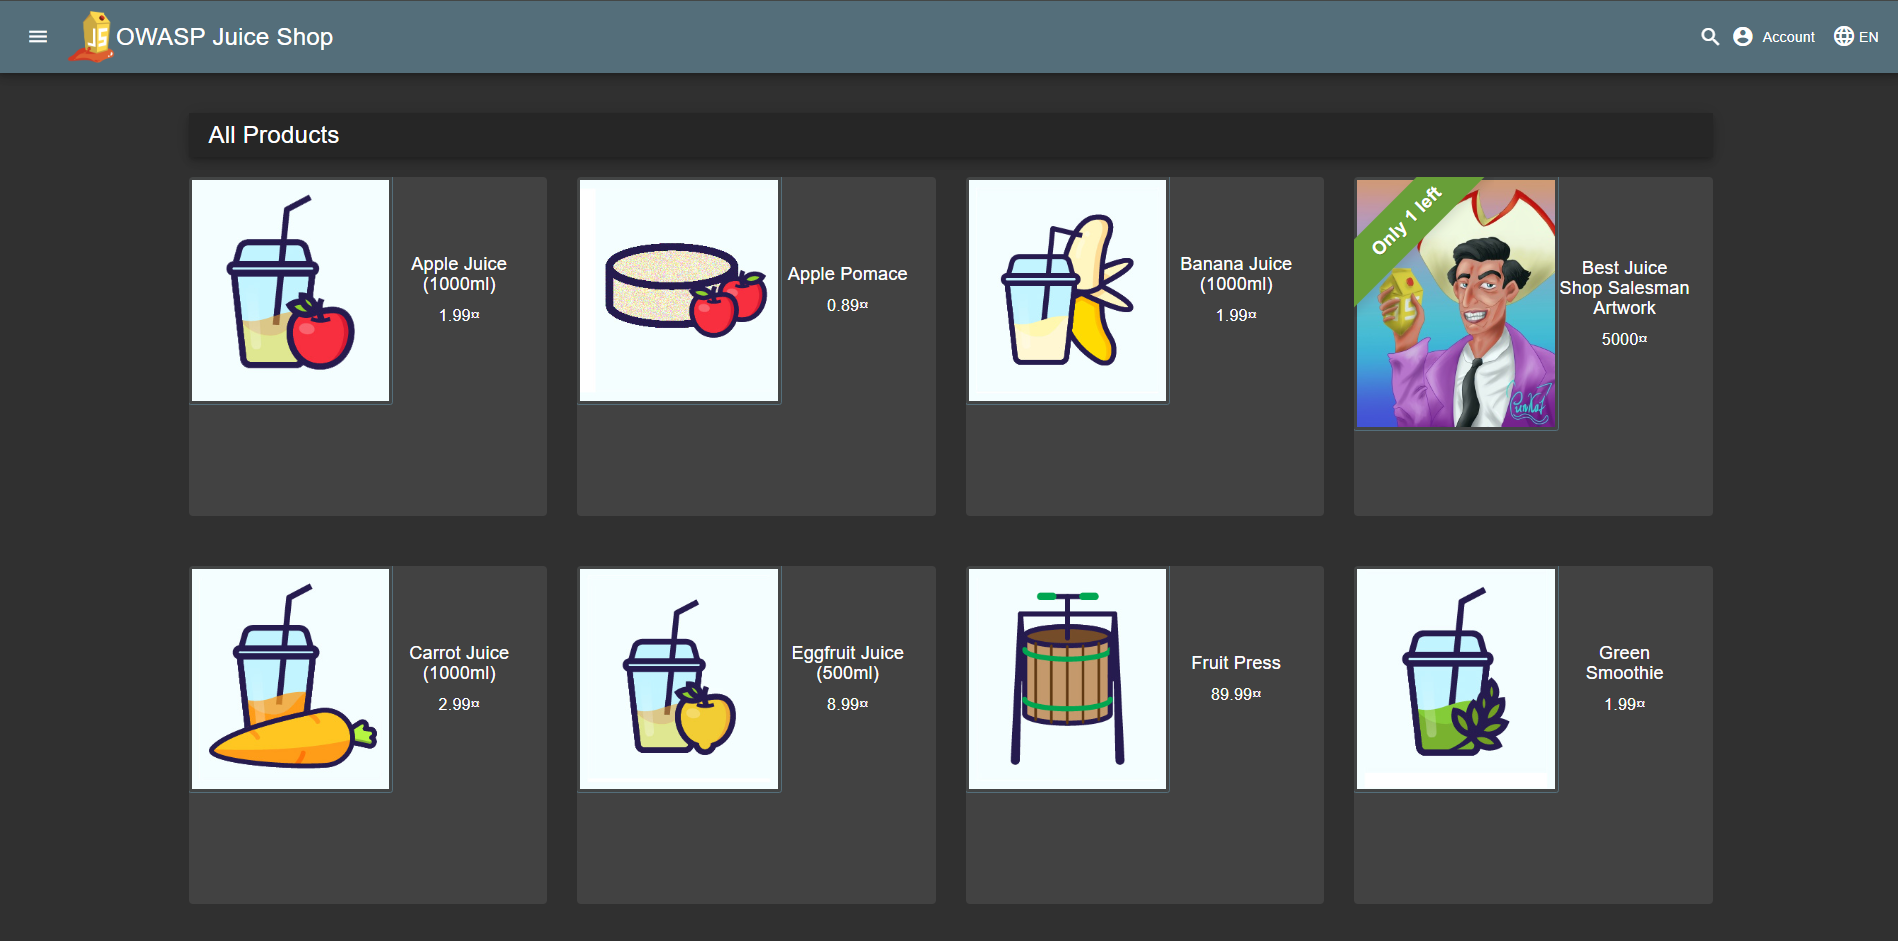 OWASP Juice Shop
Account
EN
All Products
Apple Juice
(1000ml)
1.99¤
Apple Pomace
0.89¤
Banana Juice
(1000ml)
1.99¤
Only 1 left
Best Juice
Shop Salesman
Artwork
5000¤
Carrot Juice
(1000ml)
2.99¤
Eggfruit Juice
(500ml)
8.99¤
Fruit Press
89.99¤
Green
Smoothie
1.99¤